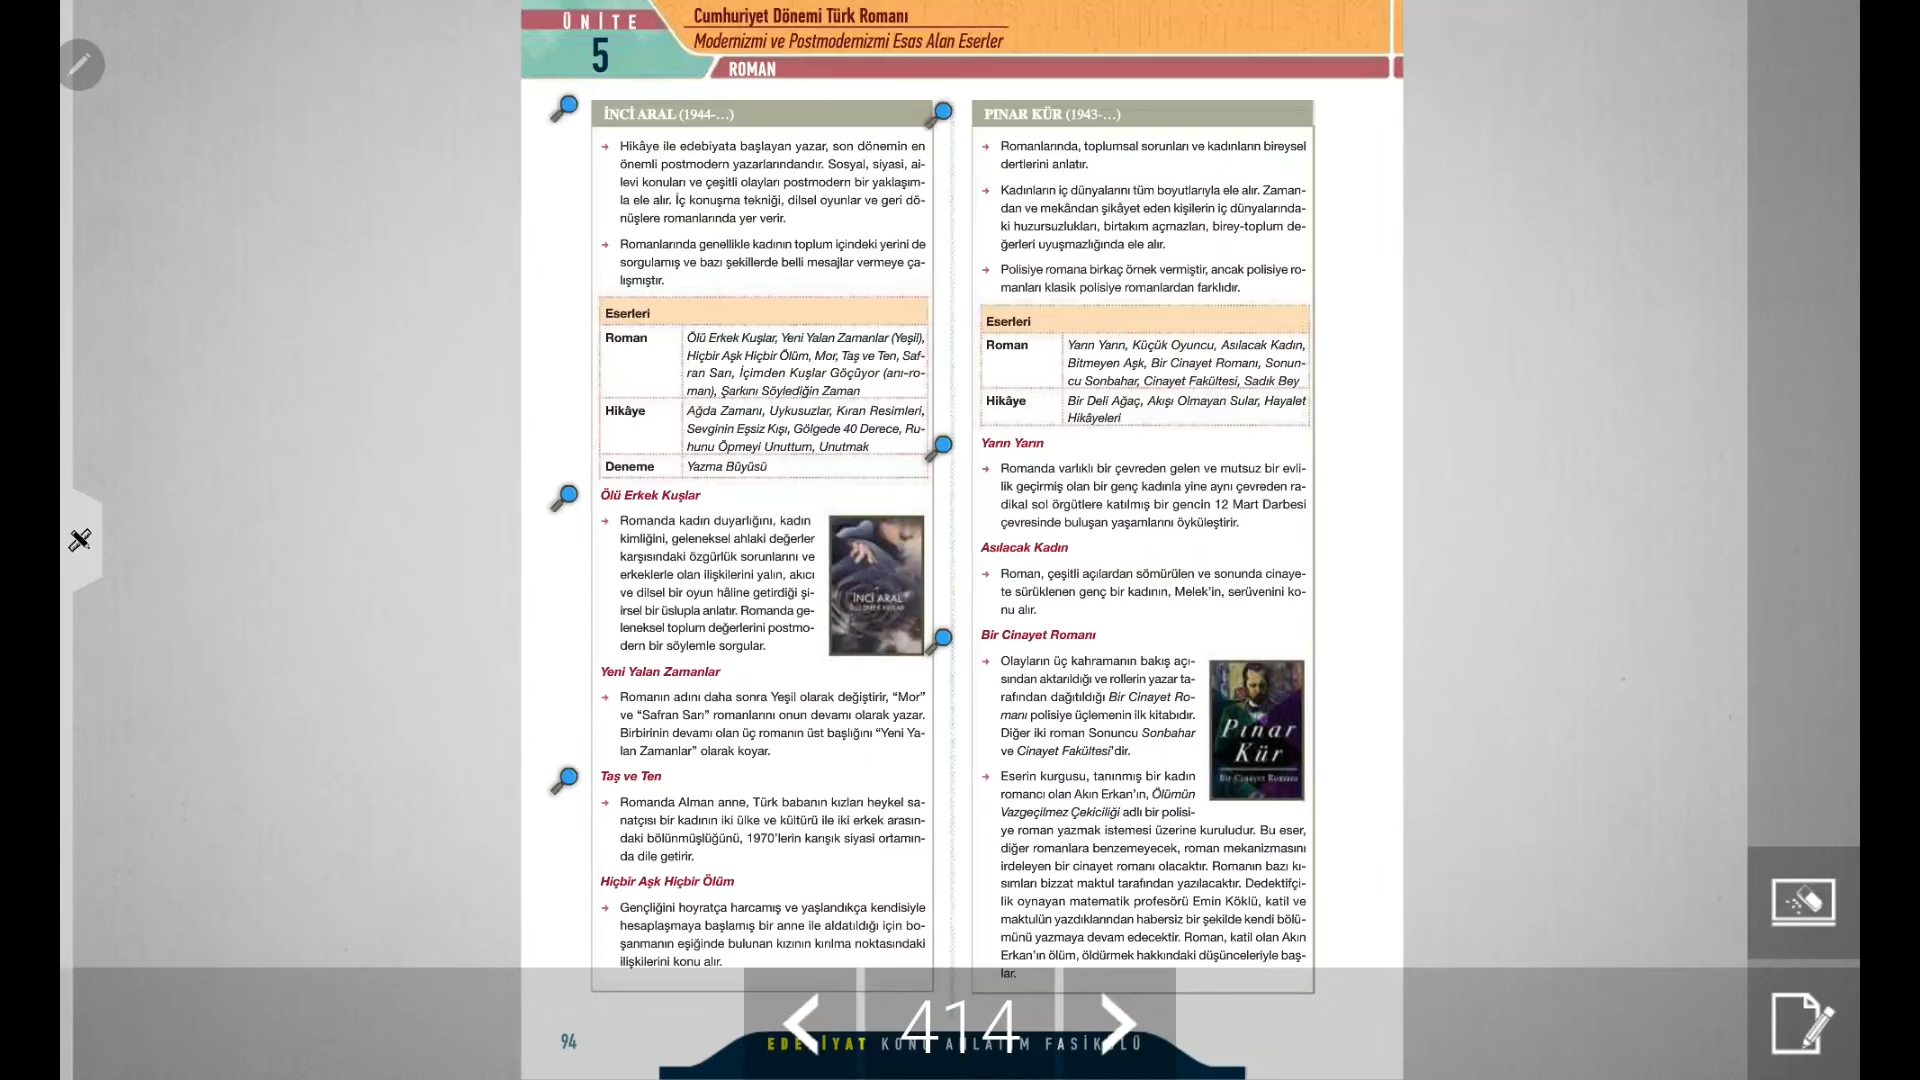 ÜNİTE
5
Cumhuriyet Dönemi Türk Romanı
Modernizmi ve Postmodernizmi Esas Alan Eserler
ROMAN
İNCİ ARAL (1944-...)
→ Hikâye ile edebiyata başlayan yazar, son dönemin en
önemli postmodern yazarlarındandır. Sosyal, siyasi, ai-
levi konuları ve çeşitli olayları postmodern bir yaklaşım-
la ele alır. İç konuşma tekniği, dilsel oyunlar ve geri dö-
nüşlere romanlarında yer verir.
→ Romanlarında genellikle kadının toplum içindeki yerini de
sorgulamış ve bazı şekillerde belli mesajlar vermeye ça-
lışmıştır.
Eserleri
Roman
Ölü Erkek Kuşlar, Yeni Yalan Zamanlar (Yeşil),
Hiçbir Aşk Hiçbir Ölüm, Mor, Taş ve Ten, Saf-
ran Sarı, İçimden Kuşlar Göçüyor (anı-ro-
man), Şarkını Söylediğin Zaman
Hikâye
Ağda Zamanı, Uykusuzlar, Kıran Resimleri,
Sevginin Eşsiz Kışı, Gölgede 40 Derece, Ru-
hunu Öpmeyi Unuttum, Unutmak
Deneme
Yazma Büyüsü
Ölü Erkek Kuşlar
→ Romanda kadın duyarlığını, kadın
kimliğini, geleneksel ahlaki değerler
karşısındaki özgürlük sorunlarını ve
erkeklerle olan ilişkilerini yalın, akıcı
ve dilsel bir oyun hâline getirdiği şi-
irsel bir üslupla anlatır. Romanda ge-
leneksel toplum değerlerini postmo-
dern bir söylemle sorgular.
İNCİ ARAL
ÖLÜ ERKEK KUŞLAR
Yeni Yalan Zamanlar
→ Romanın adını daha sonra Yeşil olarak değiştirir, “Mor”
ve “Safran Sarı” romanlarını onun devamı olarak yazar.
Birbirinin devamı olan üç romanın üst başlığını “Yeni Ya-
lan Zamanlar” olarak koyar.
Taş ve Ten
→ Romanda Alman anne, Türk babanın kızları heykel sa-
natçısı bir kadının iki ülke ve kültürü ile iki erkek arasın-
daki bölünmüşlüğünü, 1970’lerin karışık siyasi ortamın-
da dile getirir.
Hiçbir Aşk Hiçbir Ölüm
→ Gençliğini hoyratça harcamış ve yaşlandıkça kendisiyle
hesaplaşmaya başlamış bir anne ile aldatıldığı için bo-
şanmanın eşiğinde bulunan kızının kırılma noktasındaki
ilişkilerini konu alır.
PINAR KÜR (1943-...)
→ Romanlarında, toplumsal sorunları ve kadınların bireysel
dertlerini anlatır.
→ Kadınların iç dünyalarını tüm boyutlarıyla ele alır. Zaman-
dan ve mekândan şikâyet eden kişilerin iç dünyalarında-
ki huzursuzlukları, birtakım açmazları, birey-toplum de-
ğerleri uyuşmazlığında ele alır.
→ Polisiye romana birkaç örnek vermiştir, ancak polisiye ro-
manları klasik polisiye romanlardan farklıdır.
Eserleri
Roman
Yarın Yarın, Küçük Oyuncu, Asılacak Kadın,
Bitmeyen Aşk, Bir Cinayet Romanı, Sonun-
cu Sonbahar, Cinayet Fakültesi, Sadık Bey
Hikâye
Bir Deli Ağaç, Akışı Olmayan Sular, Hayalet
Hikâyeleri
Yarın Yarın
→ Romanda varlıklı bir çevreden gelen ve mutsuz bir evli-
lik geçirmiş olan bir genç kadınla yine aynı çevreden ra-
dikal sol örgütlere katılmış bir gencin 12 Mart Darbesi
çevresinde buluşan yaşamlarını öyküleştirir.
Asılacak Kadın
→ Roman, çeşitli açılardan sömürülen ve sonunda cinaye-
te sürüklenen genç bir kadının, Melek’in, serüvenini ko-
nu alır.
Bir Cinayet Romanı
→ Olayların üç kahramanın bakış açı-
sından aktarıldığı ve rollerin yazar ta-
rafından dağıtıldığı Bir Cinayet Ro-
manı polisiye üçlemenin ilk kitabıdır.
Diğer iki roman Sonuncu Sonbahar
ve Cinayet Fakültesi’dir.
Pınar
Kür
Bir Cinayet Romanı
→ Eserin kurgusu, tanınmış bir kadın
romancı olan Akın Erkan’ın, Ölümün
Vazgeçilmez Çekiciliği adlı bir polisi-
ye roman yazmak istemesi üzerine kuruludur. Bu eser,
diğer romanlara benzemeyecek, roman mekanizmasını
irdeleyen bir cinayet romanı olacaktır. Romanın bazı kı-
sımları bizzat maktul tarafından yazılacaktır. Dedektifçi-
lik oynayan matematik profesörü Emin Köklü, katil ve
maktulün yazdıklarından habersiz bir şekilde kendi bölü-
münü yazmaya devam edecektir. Roman, katil olan Akın
Erkan’ın ölüm, öldürmek hakkındaki düşünceleriyle baş-
lar.
94
414